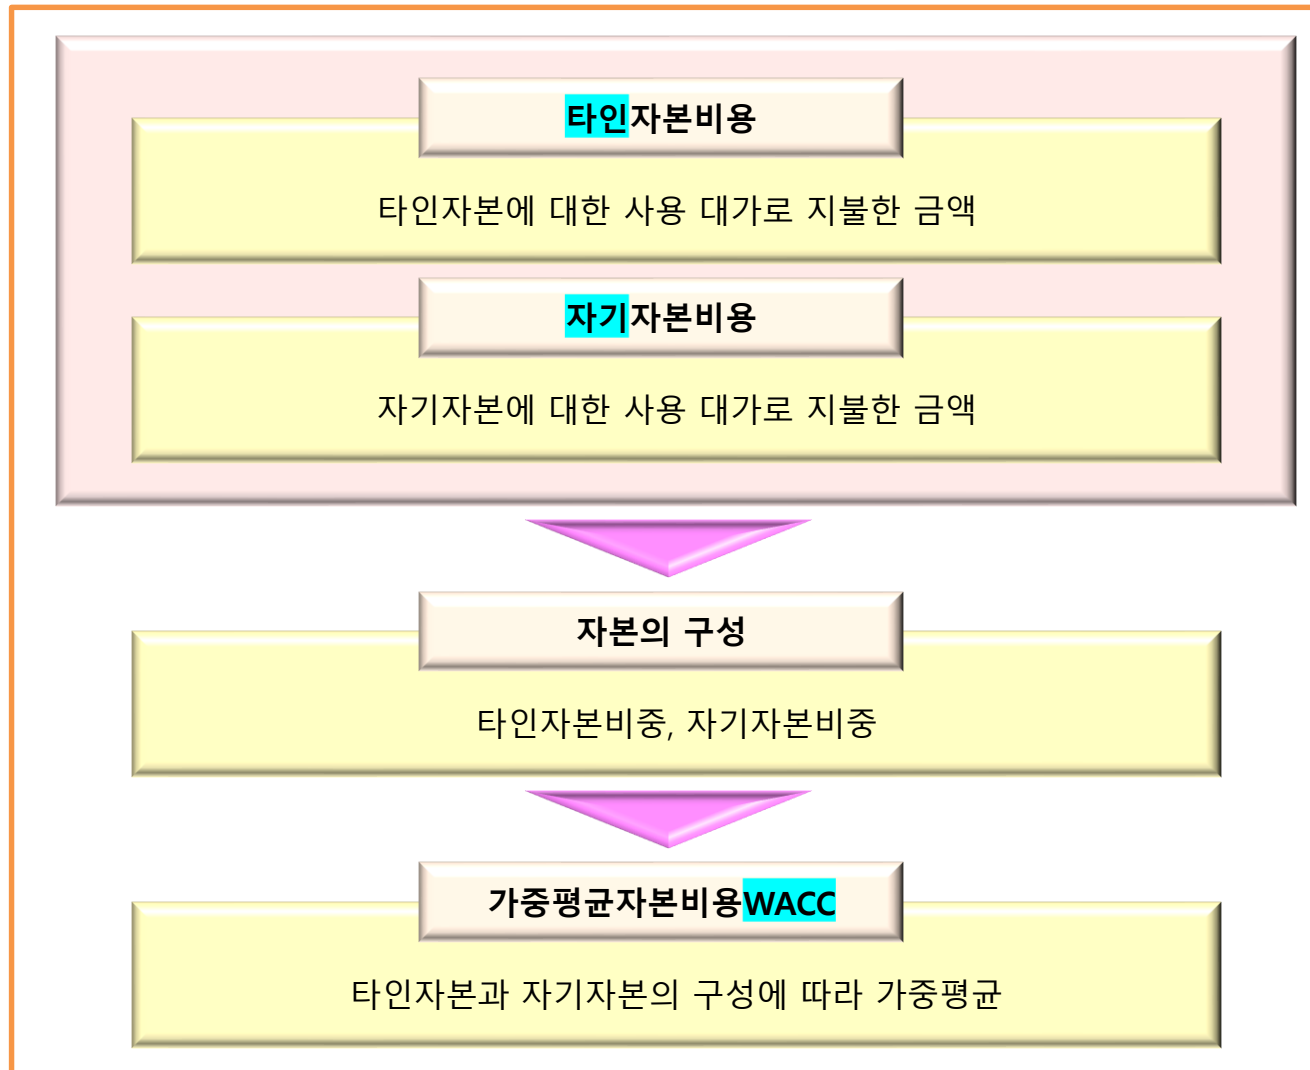 타인자본비용
타인자본에 대한 사용 대가로 지불한 금액
자기자본비용
자기자본에 대한 사용 대가로 지불한 금액
자본의 구성
타인자본비중, 자기자본비중
가중평균자본비용WACC
타인자본과 자기자본의 구성에 따라 가중평균